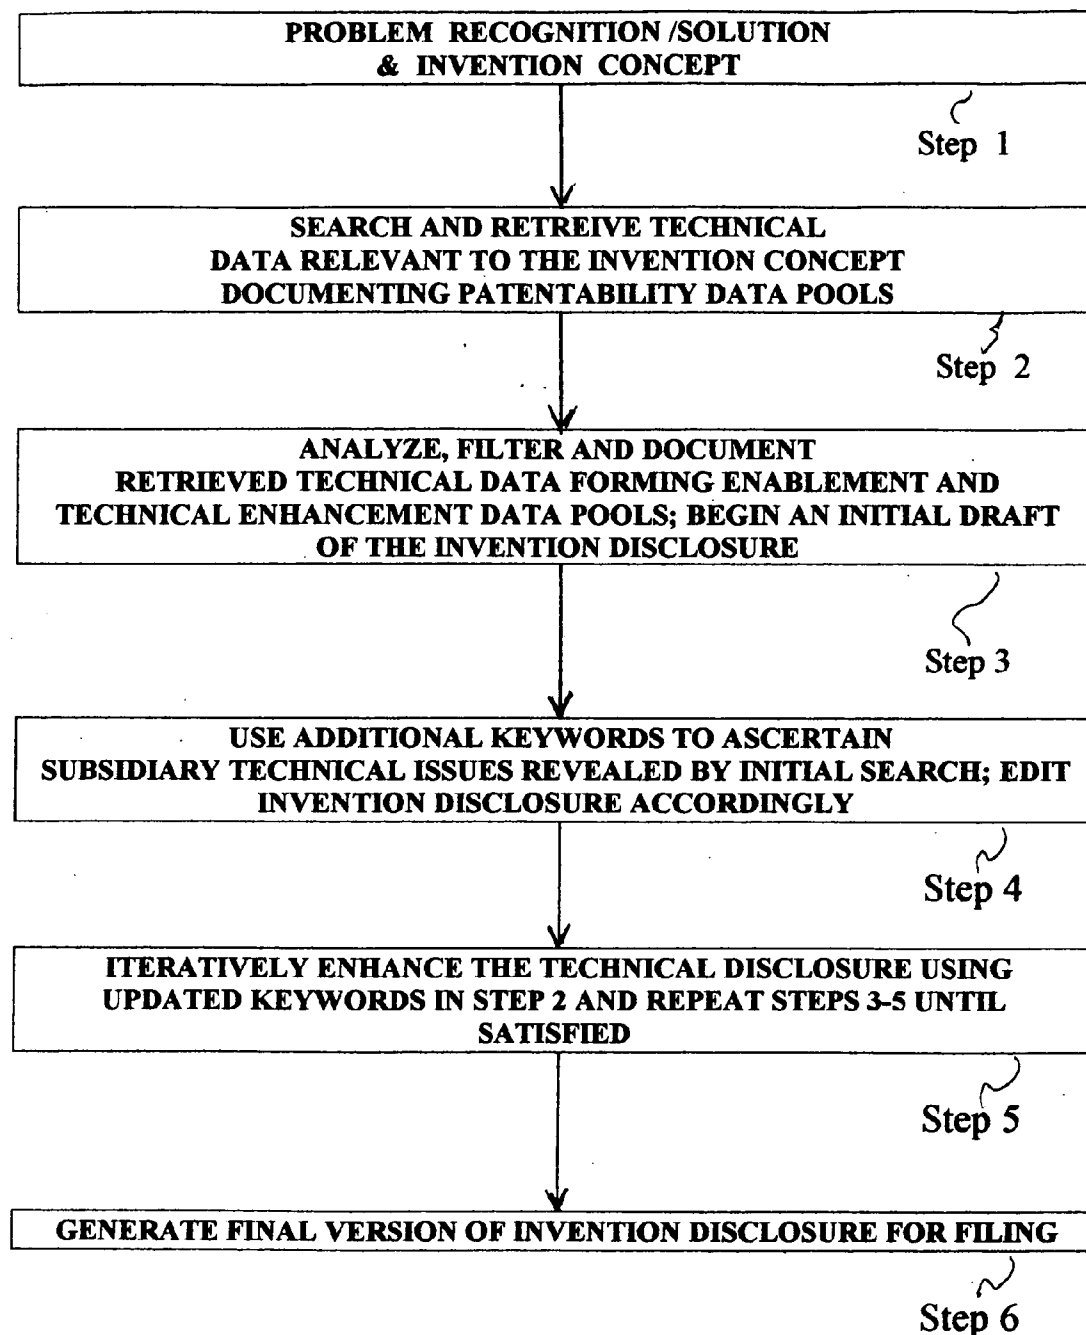 PROBLEM RECOGNITION /SOLUTION
& INVENTION CONCEPT
Step 1
SEARCH AND RETREIVE TECHNICAL
DATA RELEVANT TO THE INVENTION CONCEPT
DOCUMENTING PATENTABILITY DATA POOLS
Step 2
ANALYZE, FILTER AND DOCUMENT
RETRIEVED TECHNICAL DATA FORMING ENABLEMENT AND
TECHNICAL ENHANCEMENT DATA POOLS; BEGIN AN INITIAL DRAFT
OF THE INVENTION DISCLOSURE
Step 3
USE ADDITIONAL KEYWORDS TO ASCERTAIN
SUBSIDIARY TECHNICAL ISSUES REVEALED BY INITIAL SEARCH; EDIT
INVENTION DISCLOSURE ACCORDINGLY
Step 4
ITERATIVELY ENHANCE THE TECHNICAL DISCLOSURE USING
UPDATED KEYWORDS IN STEP 2 AND REPEAT STEPS 3-5 UNTIL
SATISFIED
Step 5
GENERATE FINAL VERSION OF INVENTION DISCLOSURE FOR FILING
Step 6